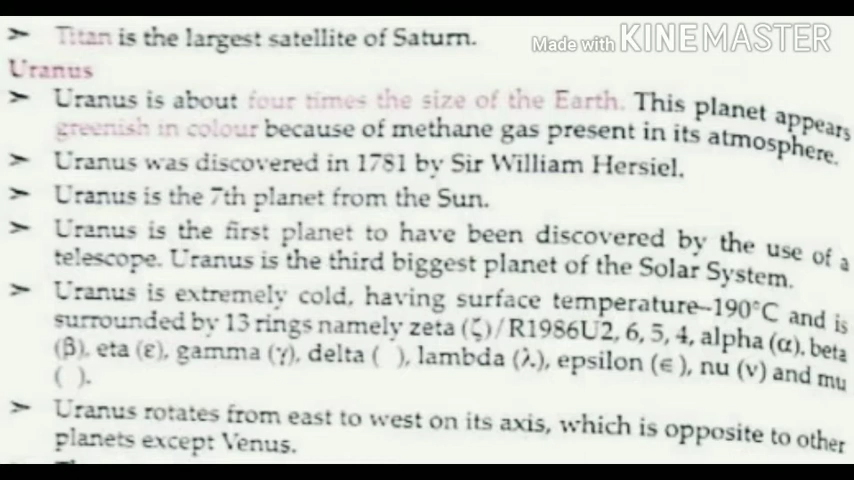 ➢ Titan is the largest satellite of Saturn.
Made with KINEMASTER
Uranus
➢ Uranus is about four times the size of the Earth. This planet appears
greenish in colour because of methane gas present in its atmosphere.
➢ Uranus was discovered in 1781 by Sir William Hersiel.
➢ Uranus is the 7th planet from the Sun.
➢ Uranus is the first planet to have been discovered by the use of a
telescope. Uranus is the third biggest planet of the Solar System.
➢ Uranus is extremely cold, having surface temperature–190°C and is
surrounded by 13 rings namely zeta (ζ)/R1986U2, 6, 5, 4, alpha (α), beta
(β), eta (ε), gamma (γ), delta ( ), lambda (λ), epsilon (∈), nu (ν) and mu
( ).
➢ Uranus rotates from east to west on its axis, which is opposite to other
planets except Venus.